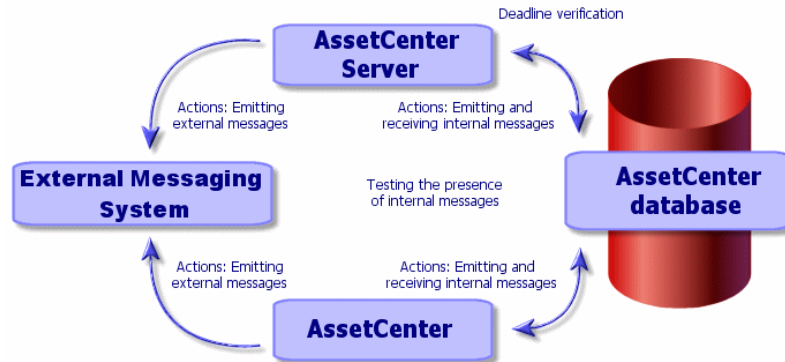 Deadline verification
AssetCenter
Server
Actions: Emitting
external messages
Actions: Emitting and
receiving internal messages
External Messaging
System
Testing the presence
of internal messages
AssetCenter
database
Actions: Emitting
external messages
Actions: Emitting and
receiving internal messages
AssetCenter